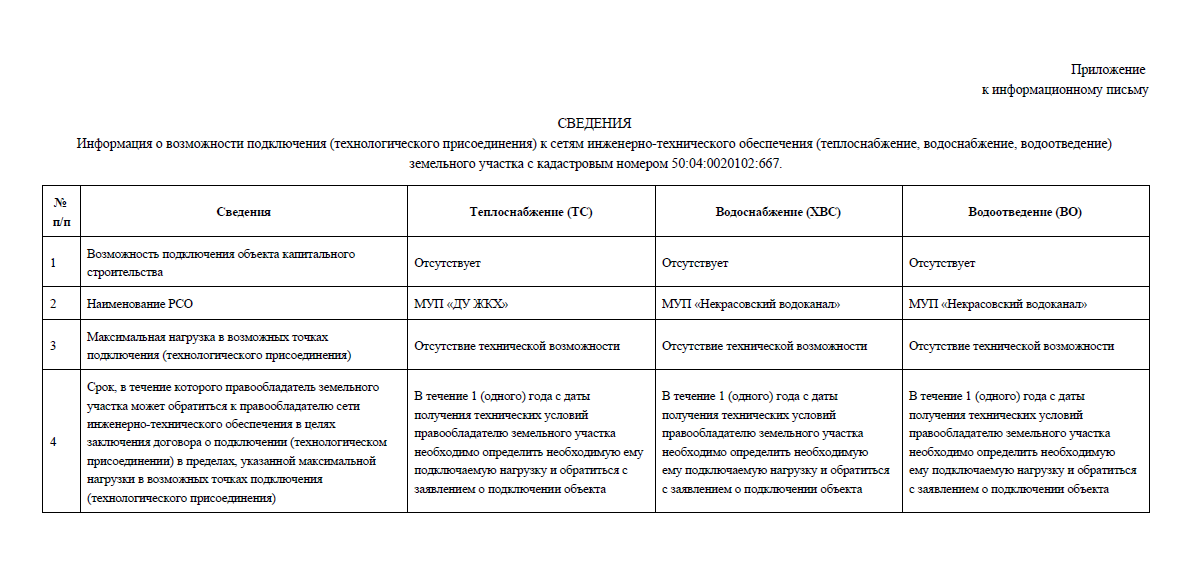 Приложение
к информационному письму
СВЕДЕНИЯ
Информация о возможности подключения (технологического присоединения) к сетям инженерно-технического обеспечения (теплоснабжение, водоснабжение, водоотведение)
земельного участка с кадастровым номером 50:04:0020102:667.
№
п/п
Сведения
Теплоснабжение (ТС)
Водоснабжение (ХВС)
Водоотведение (ВО)
1
Возможность подключения объекта капитального
строительства
Отсутствует
Отсутствует
Отсутствует
2
Наименование РСО
МУП «ДУ ЖКХ»
МУП «Некрасовский водоканал»
МУП «Некрасовский водоканал»
3
Максимальная нагрузка в возможных точках
подключения (технологического присоединения)
Отсутствие технической возможности
Отсутствие технической возможности
Отсутствие технической возможности
4
Срок, в течение которого правообладатель земельного
участка может обратиться к правообладателю сети
инженерно-технического обеспечения в целях
заключения договора о подключении (технологическом
присоединении) в пределах, указанной максимальной
нагрузки в возможных точках подключения
(технологического присоединения)
В течение 1 (одного) года с даты
получения технических условий
правообладателю земельного участка
необходимо определить необходимую ему
подключаемую нагрузку и обратиться с
заявлением о подключении объекта
В течение 1 (одного) года с даты
получения технических условий
правообладателю земельного участка
необходимо определить необходимую
ему подключаемую нагрузку и обратиться
с заявлением о подключении объекта
В течение 1 (одного) года с даты
получения технических условий
правообладателю земельного участка
необходимо определить необходимую
ему подключаемую нагрузку и обратиться
с заявлением о подключении объекта